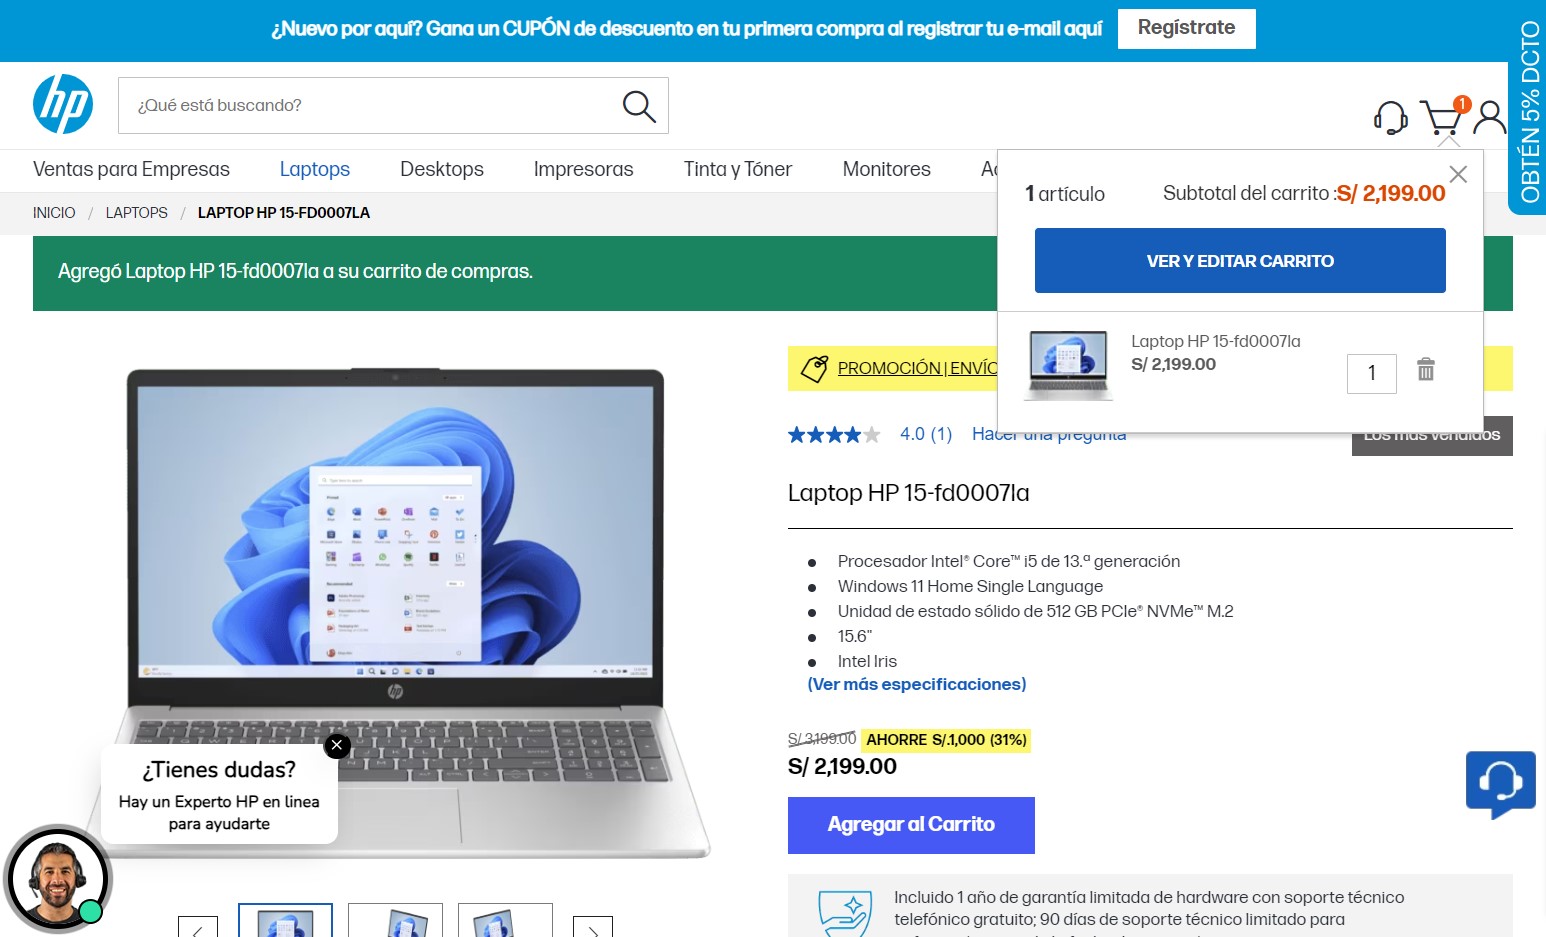 ¿Nuevo por aquí? Gana un CUPÓN de descuento en tu primera compra al registrar tu e-mail aquí
Regístrate
OBTÉN 5% DCTO
hp
¿Qué está buscando?
1
Ventas para Empresas
Laptops
Desktops
Impresoras
Tinta y Tóner
Monitores
INICIO / LAPTOPS / LAPTOP HP 15-FD0007LA
1 artículo
Subtotal del carrito :S/ 2,199.00
VER Y EDITAR CARRITO
Laptop HP 15-fd0007la
S/ 2,199.00
1
Agregó Laptop HP 15-fd0007la a su carrito de compras.
PROMOCIÓN | ENVÍO
4.0 (1)
Hacer una pregunta
Los más vendidos
Laptop HP 15-fd0007la
Procesador Intel® Core™ i5 de 13.ª generación
Windows 11 Home Single Language
Unidad de estado sólido de 512 GB PCIe® NVMe™ M.2
15.6"
Intel Iris
(Ver más especificaciones)
S/ 3,199.00 AHORRE S/.1,000 (31%)
S/ 2,199.00
Agregar al Carrito
Incluido 1 año de garantía limitada de hardware con soporte técnico
telefónico gratuito; 90 días de soporte técnico limitado para
¿Tienes dudas?
Hay un Experto HP en linea
para ayudarte